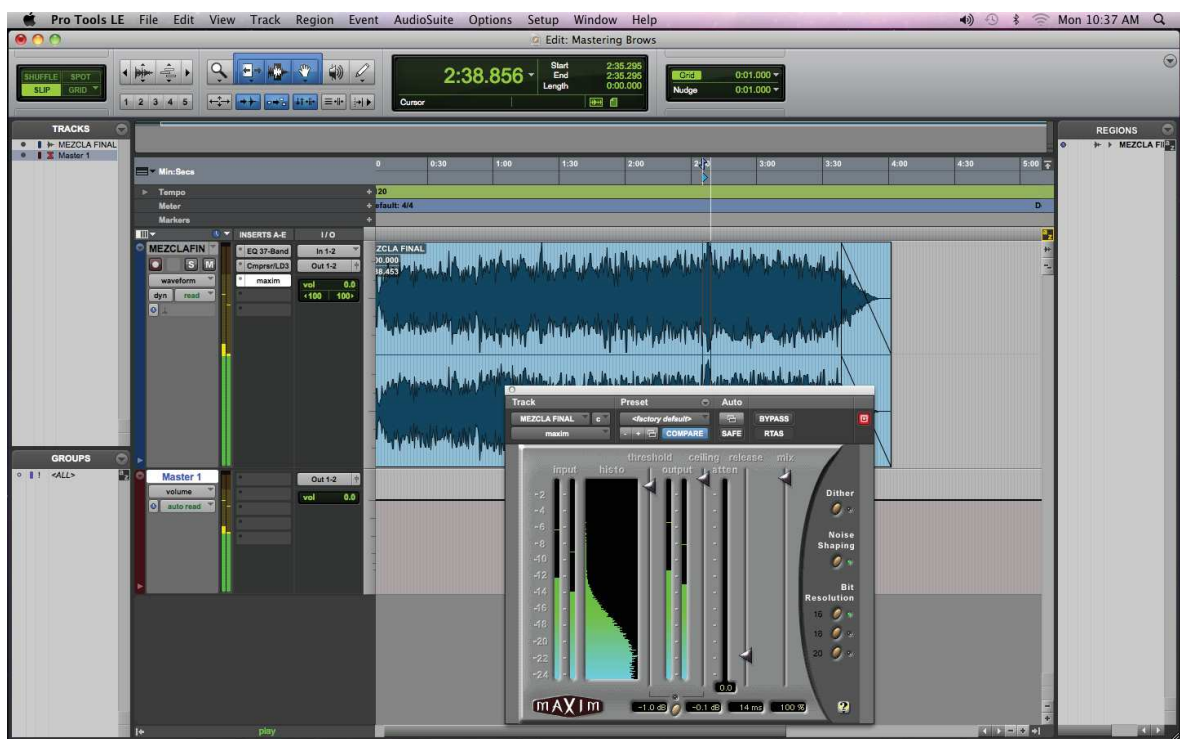 Pro Tools LE File Edit View Track Region Event AudioSuite Options Setup Window Help Mon 10:37 AM
Edit: Mastering Brows
SHUFFLE SPOT
SLIP GRID
1 2 3 4 5
2:38.856
Start 2:35.295
End 2:35.295
Length 0:00.000
Cursor
Grid 0:01.000
Nudge 0:01.000
TRACKS
MEZCLA FINAL
Master 1
REGIONS
MEZCLA FI
Min:Secs
0 0:30 1:00 1:30 2:00 3:00 3:30 4:00 4:30 5:00
Tempo
Meter
efault: 4/4
Markers
INSERTS A-E I/O
MEZCLAFIN
S M
waveform
dyn read
EQ 37-Band
Cmprsr/LD3
maxim
In 1-2
Out 1-2
vol 0.0
100 100
ZCLA FINAL
GROUPS
! <ALL>
Master 1
volume
auto read
Out 1-2
vol 0.0
Track Preset Auto
MEZCLA FINAL c <factory default> BYPASS
maxim - + COMPARE SAFE RTAS
threshold ceiling release mix
input histo output atten
-2
-4
-6
-8
-10
-12
-14
-16
-18
-20
-22
-24
Dither
Noise
Shaping
Bit
Resolution
16
18
20
0.0
MAXIM
-1.0 dB -0.1 dB 14 ms 100 %
?
play